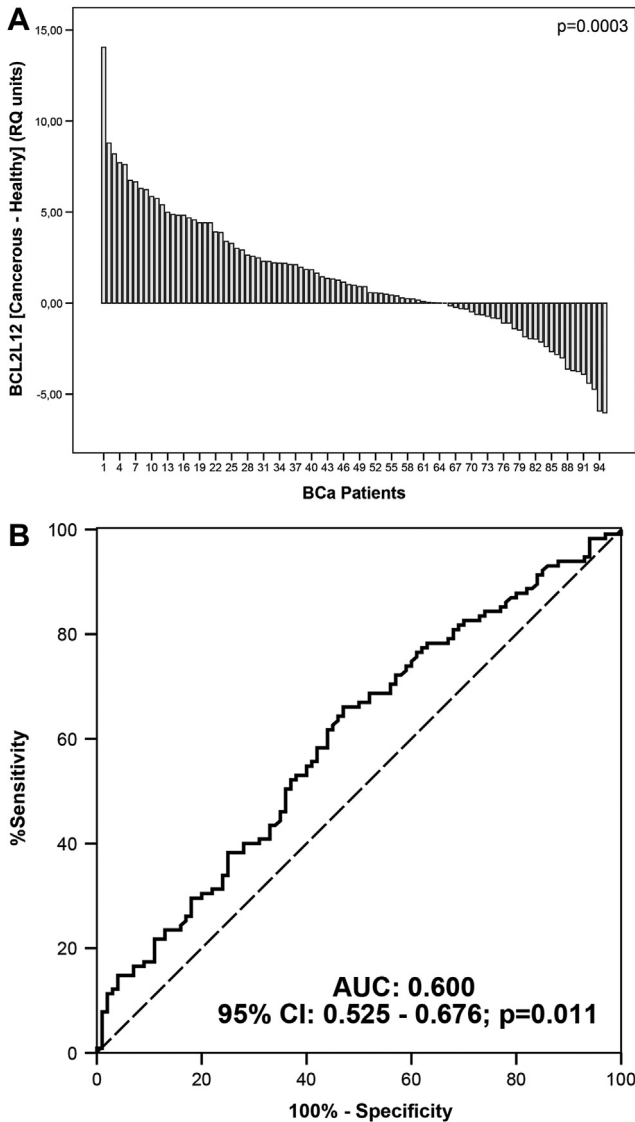 A
p=0.0003
BCL2L12 [Cancerous - Healthy] (RQ units)
15,00
10,00
5,00
0,00
-5,00
1 4 7 10 13 16 19 22 25 28 31 34 37 40 43 46 49 52 55 58 61 64 67 70 73 76 79 82 85 88 91 94
BCa Patients
B
%Sensitivity
100
80
60
40
20
0
AUC: 0.600
95% CI: 0.525 - 0.676; p=0.011
0 20 40 60 80 100
100% - Specificity